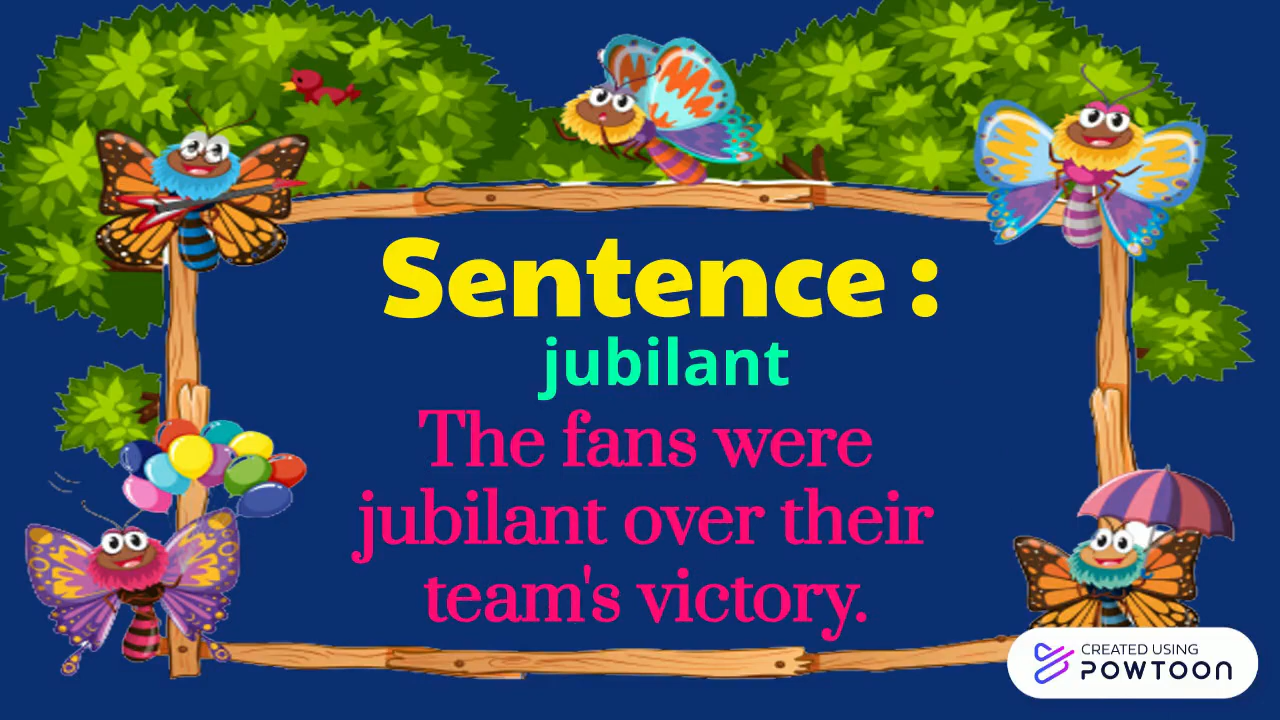 Sentence :
jubilant
The fans were
jubilant over their
team's victory.
CREATED USING
POWTOON